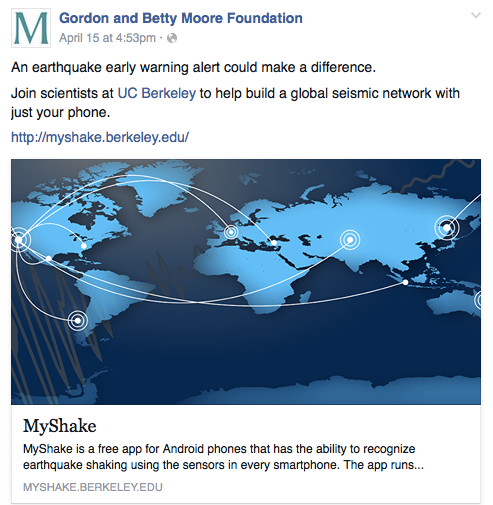 M
Gordon and Betty Moore Foundation
April 15 at 4:53pm ·
An earthquake early warning alert could make a difference.
Join scientists at UC Berkeley to help build a global seismic network with
just your phone.
http://myshake.berkeley.edu/
MyShake
MyShake is a free app for Android phones that has the ability to recognize
earthquake shaking using the sensors in every smartphone. The app runs...
MYSHAKE.BERKELEY.EDU